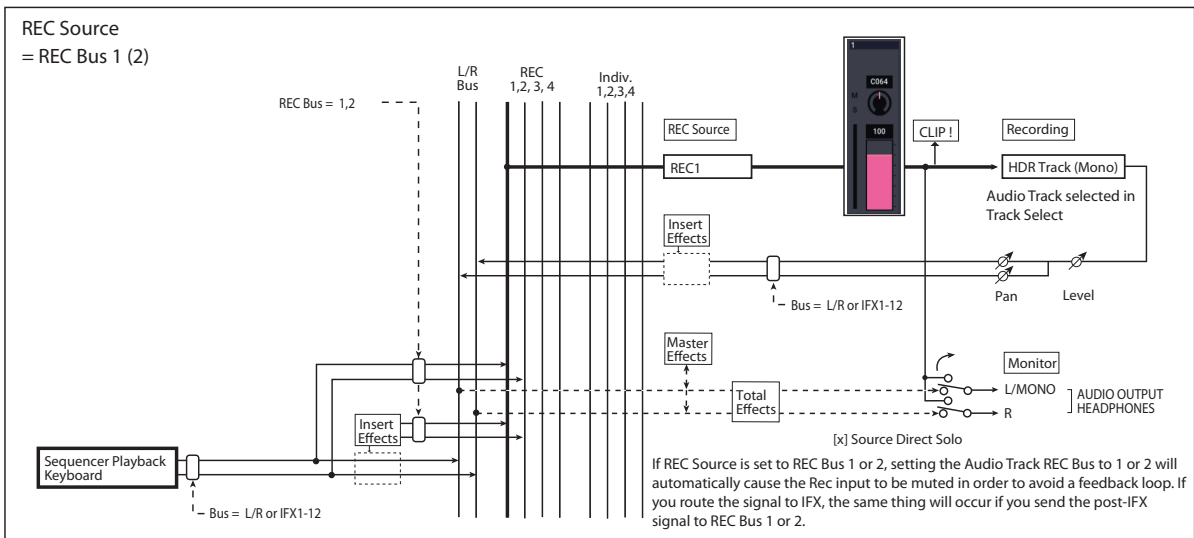 REC Source
= REC Bus 1 (2)
L/R
Bus
REC
1,2, 3, 4
Indiv.
1,2,3,4
REC Bus = 1,2
1
C064
M
S
100
REC Source
REC1
CLIP !
Recording
HDR Track (Mono)
Audio Track selected in
Track Select
Insert
Effects
Pan
Level
Bus = L/R or IFX1-12
Master
Effects
Monitor
Total
Effects
L/MONO
R
AUDIO OUTPUT
HEADPHONES
Insert
Effects
[x] Source Direct Solo
Sequencer Playback
Keyboard
Bus = L/R or IFX1-12
If REC Source is set to REC Bus 1 or 2, setting the Audio Track REC Bus to 1 or 2 will
automatically cause the Rec input to be muted in order to avoid a feedback loop. If
you route the signal to IFX, the same thing will occur if you send the post-IFX
signal to REC Bus 1 or 2.